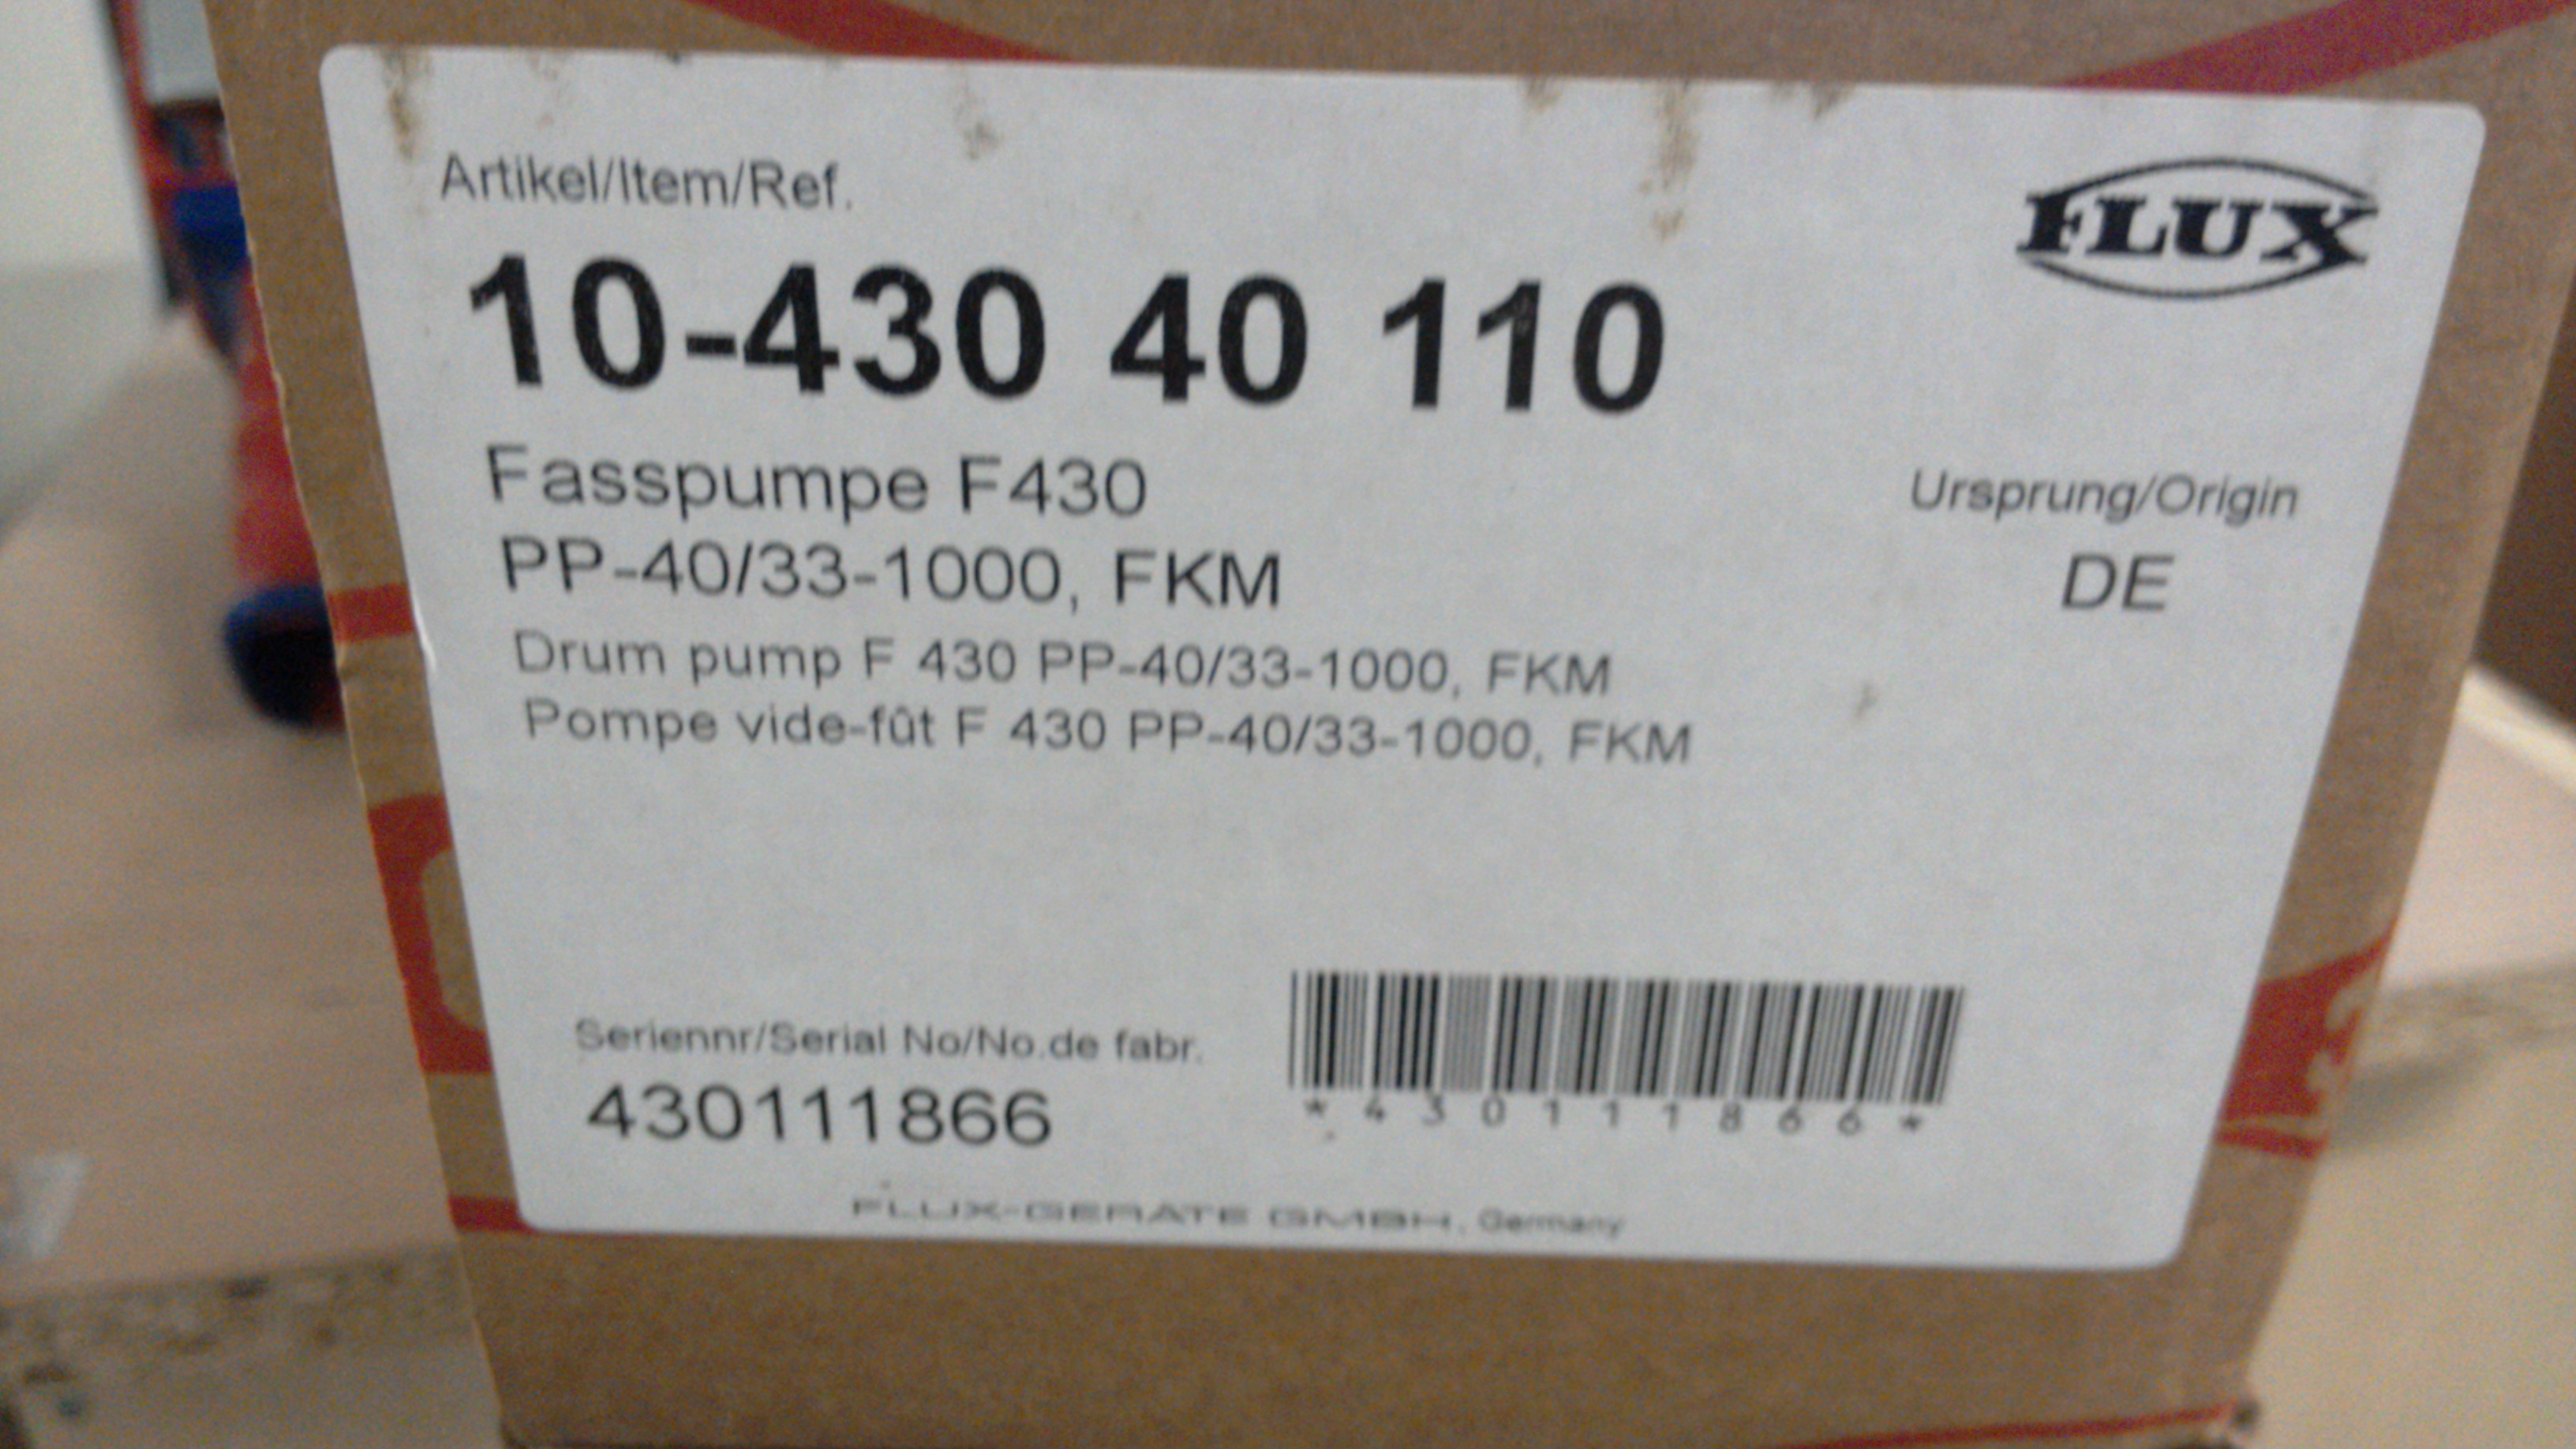 Artikel/Item/Ref.
FLUX
10-430 40 110
Fasspumpe F430
PP-40/33-1000, FKM
Ursprung/Origin
DE
Drum pump F 430 PP-40/33-1000, FKM
Pompe vide-fût F 430 PP-40/33-1000, FKM
Seriennr/Serial No/No.de fabr.
430111866
*430111866*
FLUX-GERÄTE GMBH, Germany